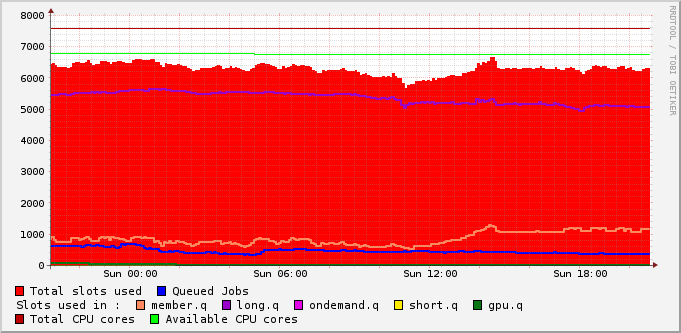 8000
7000
6000
5000
4000
3000
2000
1000
0
Sun 00:00 Sun 06:00 Sun 12:00 Sun 18:00
Total slots used Queued Jobs
Slots used in : member.q long.q ondemand.q short.q gpu.q
Total CPU cores Available CPU cores
RRDTOOL / TOBI OETIKER